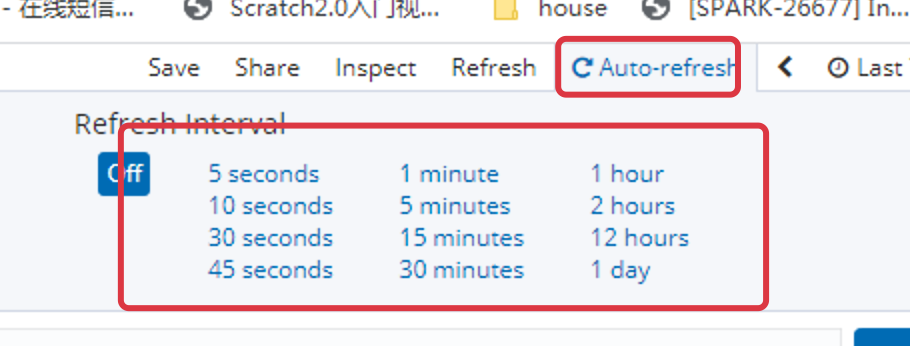 - 在线短信... Scratch2.0入门视... house [SPARK-26677] In...
Save Share Inspect Refresh Auto-refresh Last
Refresh Interval
Off 5 seconds 1 minute 1 hour
10 seconds 5 minutes 2 hours
30 seconds 15 minutes 12 hours
45 seconds 30 minutes 1 day